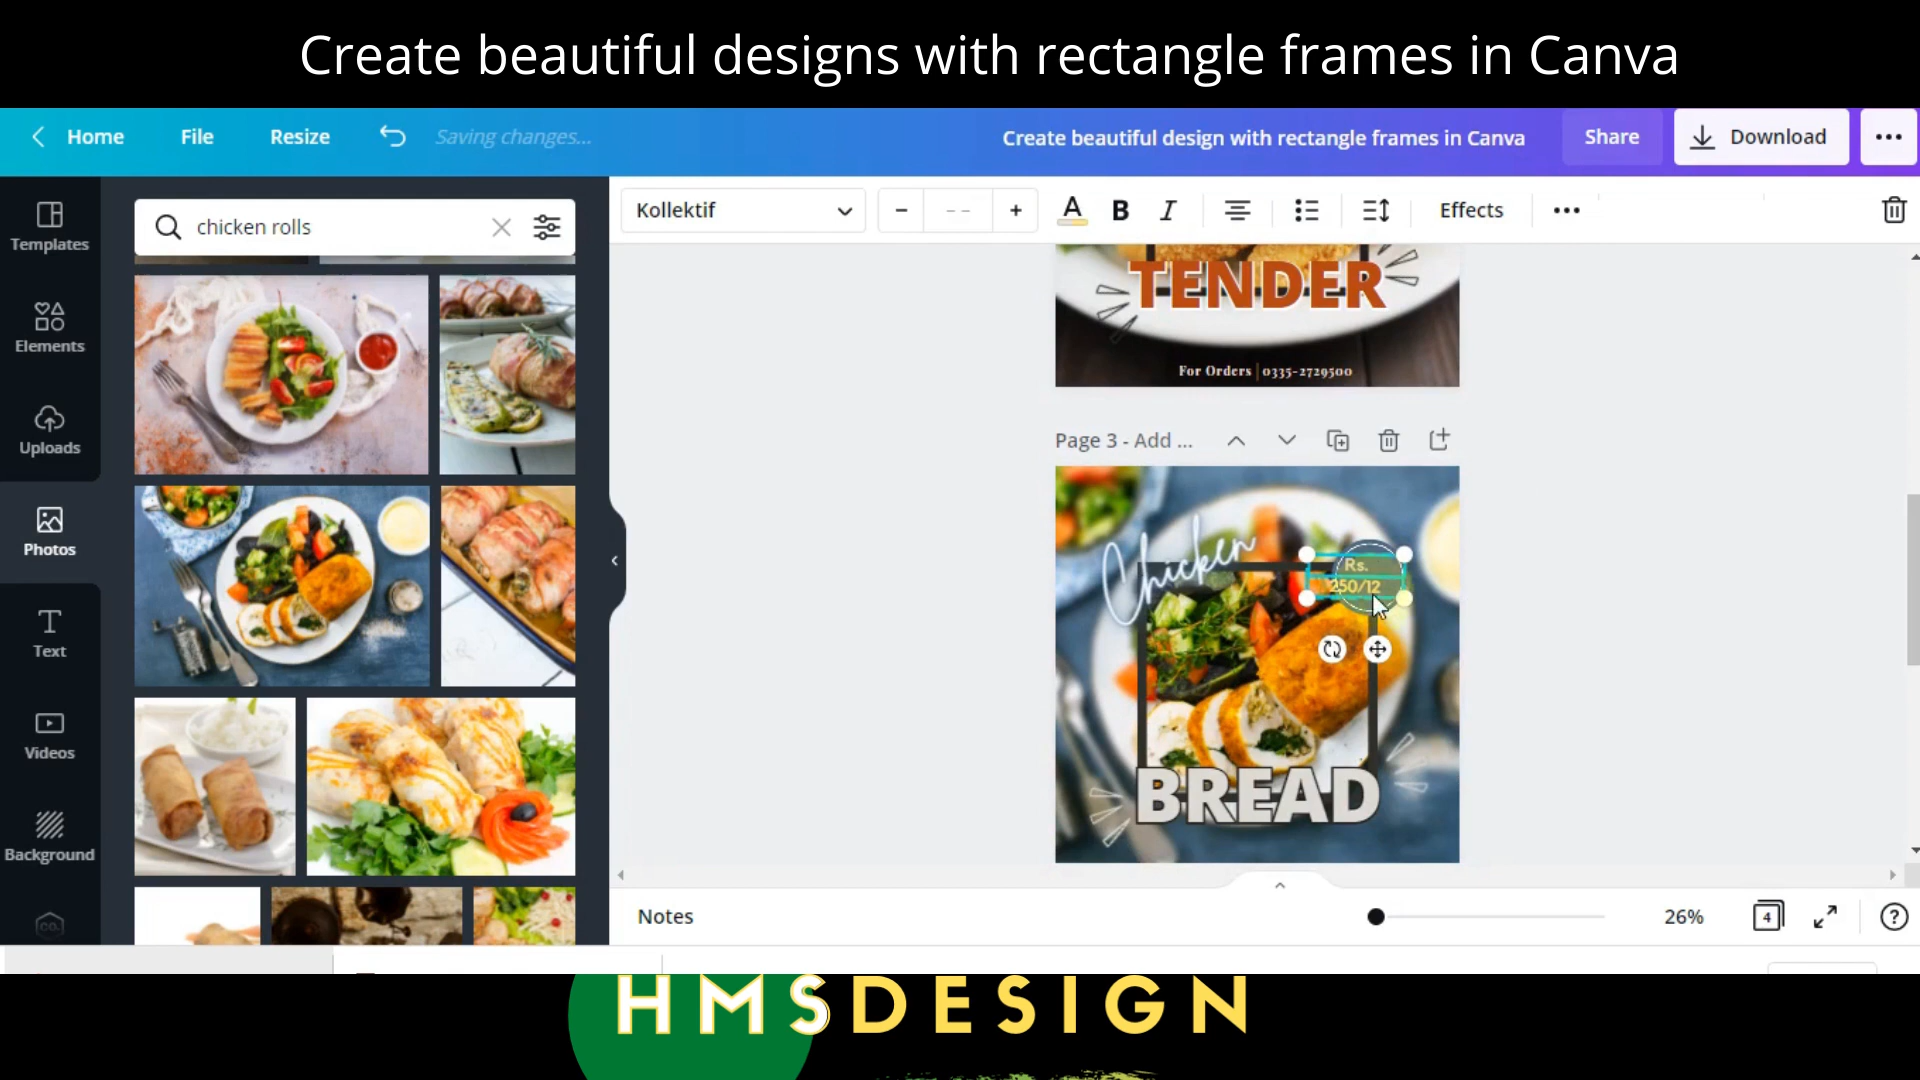 Create beautiful designs with rectangle frames in Canva
Home File Resize Saving changes... Create beautiful design with rectangle frames in Canva Share Download
chicken rolls
Kollektif -- A B I Effects
Templates
Elements
Uploads
Photos
Text
Videos
Background
co.
TENDER
For Orders | 0335-2729500
Page 3 - Add ...
Chicken
Rs.
250/12
BREAD
Notes 26% 4 ?
HMSDESIGN